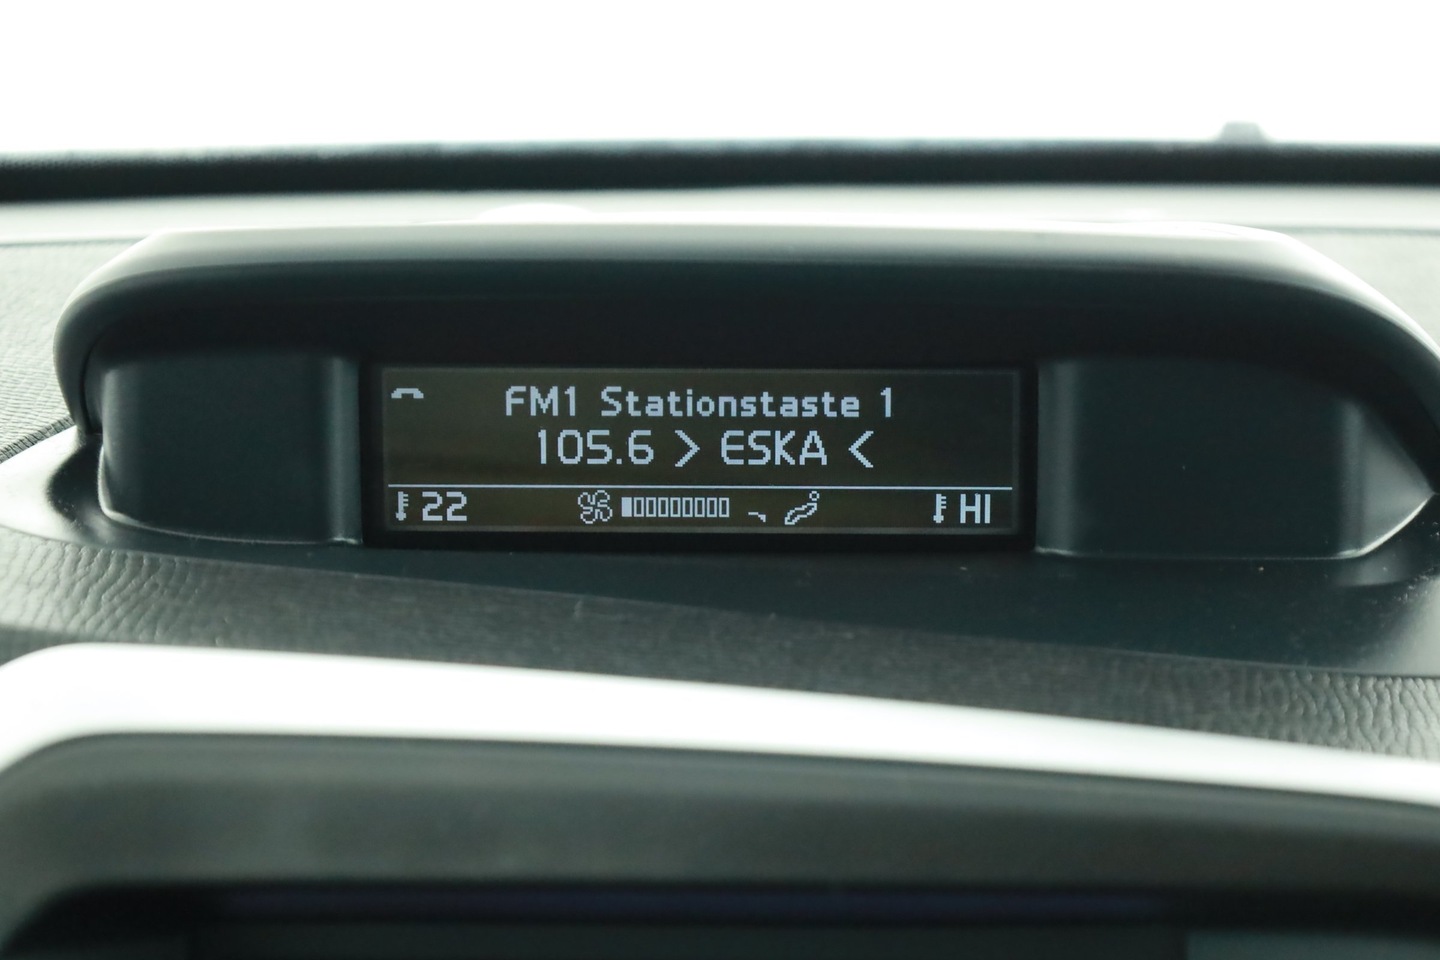 FM1 Stationstaste 1
105.6 > ESKA <
22 HI